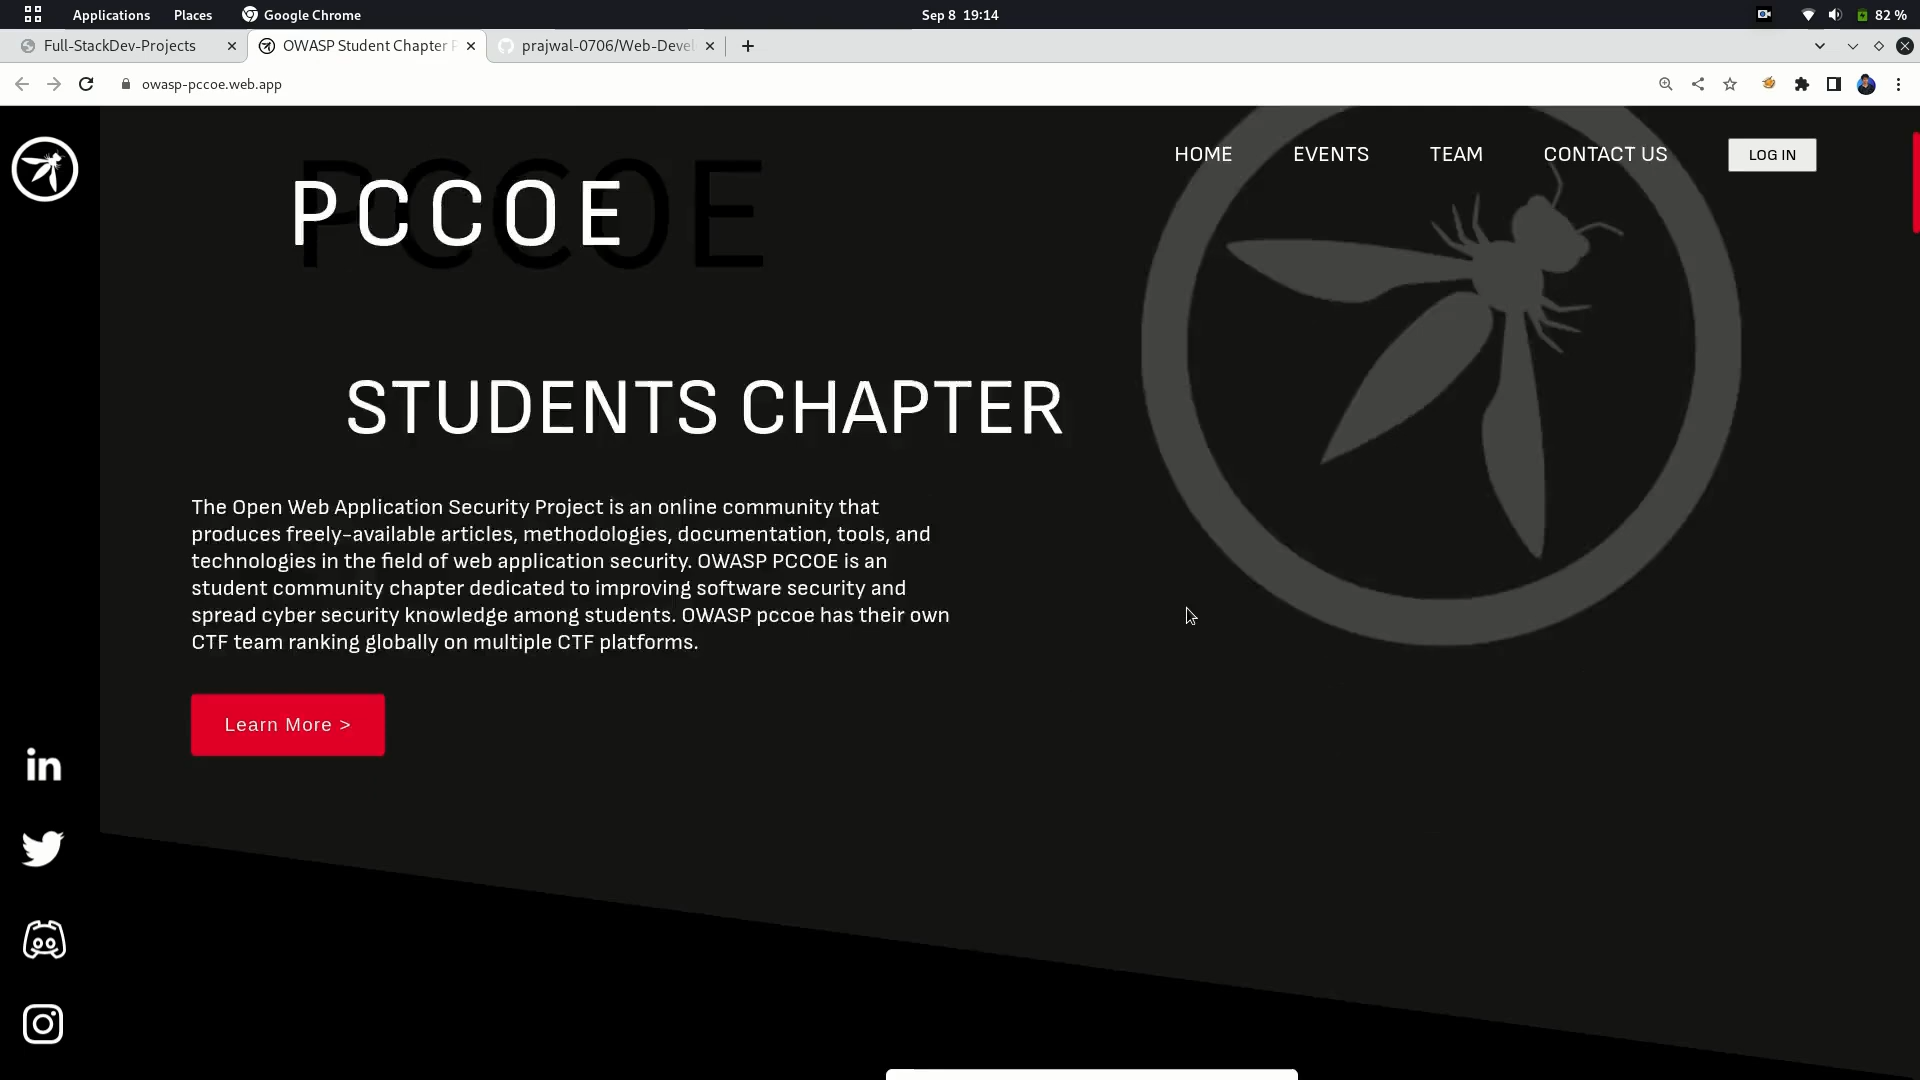 Applications Places Google Chrome Sep 8 19:14 82 %
Full-StackDev-Projects OWASP Student Chapter P prajwal-0706/Web-Devel
owasp-pccoe.web.app
HOME EVENTS TEAM CONTACT US LOG IN
PCCOE
PCCOE
STUDENTS CHAPTER
The Open Web Application Security Project is an online community that
produces freely-available articles, methodologies, documentation, tools, and
technologies in the field of web application security. OWASP PCCOE is an
student community chapter dedicated to improving software security and
spread cyber security knowledge among students. OWASP pccoe has their own
CTF team ranking globally on multiple CTF platforms.
Learn More >
in